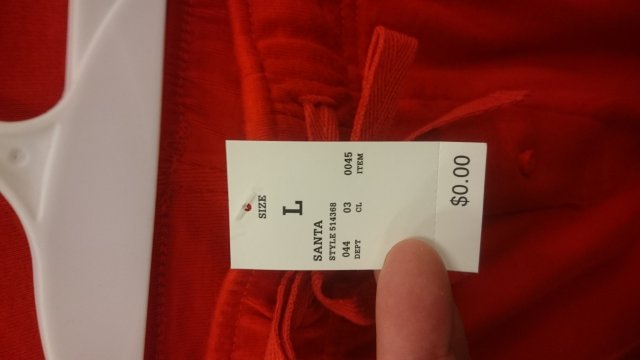 SIZE
L
SANTA
STYLE 514368
044 03 0045
DEPT CL ITEM
$0.00